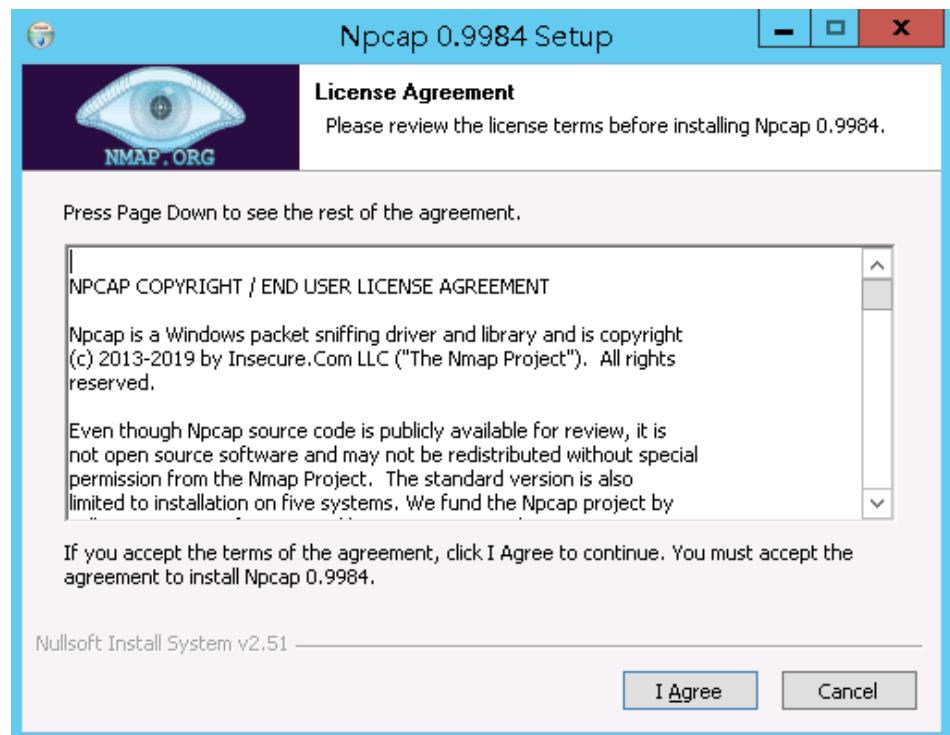 Npcap 0.9984 Setup
NMAP.ORG
License Agreement
Please review the license terms before installing Npcap 0.9984.
Press Page Down to see the rest of the agreement.
NPCAP COPYRIGHT / END USER LICENSE AGREEMENT
Npcap is a Windows packet sniffing driver and library and is copyright
(c) 2013-2019 by Insecure.Com LLC ("The Nmap Project").  All rights
reserved.
Even though Npcap source code is publicly available for review, it is
not open source software and may not be redistributed without special
permission from the Nmap Project.  The standard version is also
limited to installation on five systems. We fund the Npcap project by
If you accept the terms of the agreement, click I Agree to continue. You must accept the
agreement to install Npcap 0.9984.
Nullsoft Install System v2.51
I Agree
Cancel